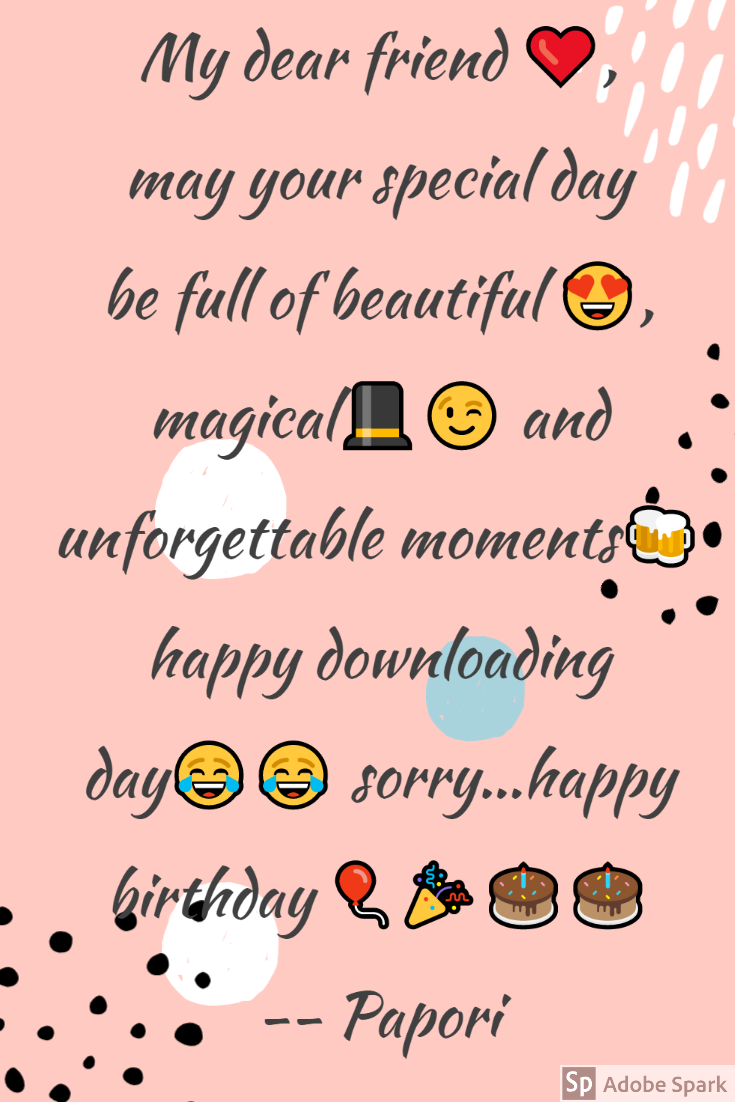 My dear friend ❤️,
may your special day
be full of beautiful 😍,
magical🎩😉 and
unforgettable moments🍻
happy downloading
day😂😂 sorry...happy
birthday 🎈🎉🎂🎂
-- Papori
Sp Adobe Spark